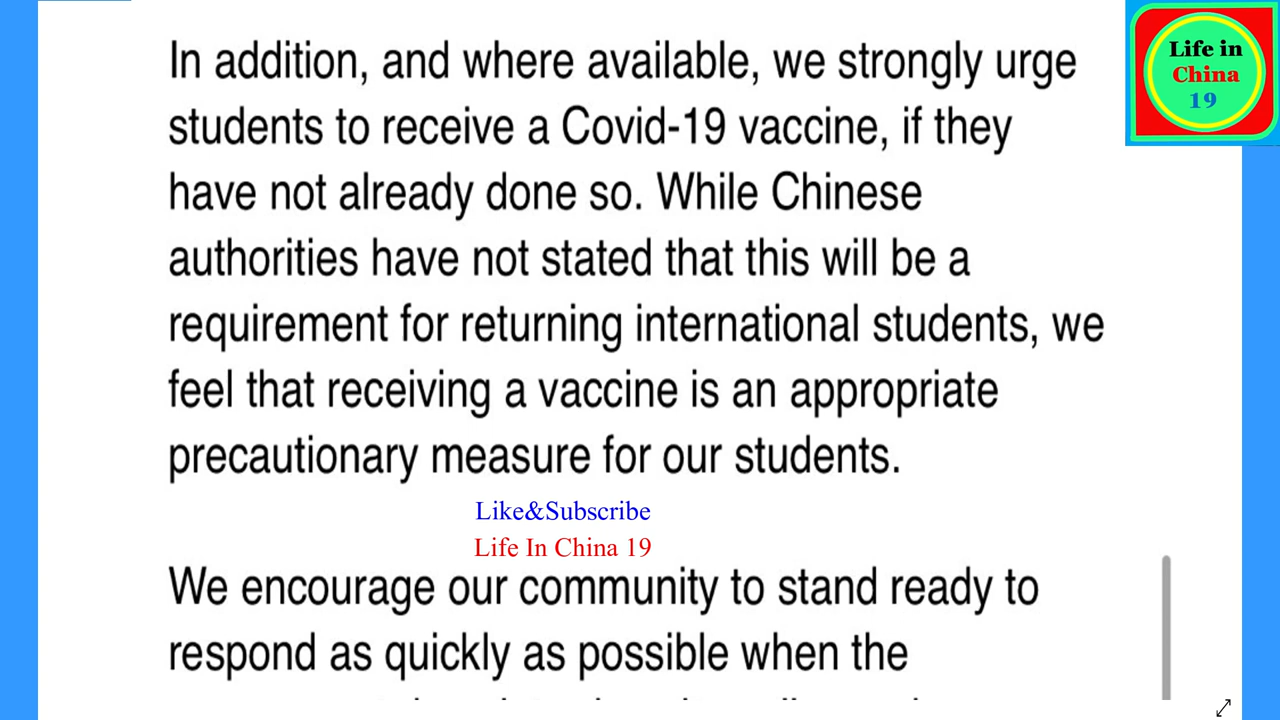 In addition, and where available, we strongly urge
students to receive a Covid-19 vaccine, if they
have not already done so. While Chinese
authorities have not stated that this will be a
requirement for returning international students, we
feel that receiving a vaccine is an appropriate
precautionary measure for our students.
Like&Subscribe
Life In China 19
We encourage our community to stand ready to
respond as quickly as possible when the
Life in
China
19